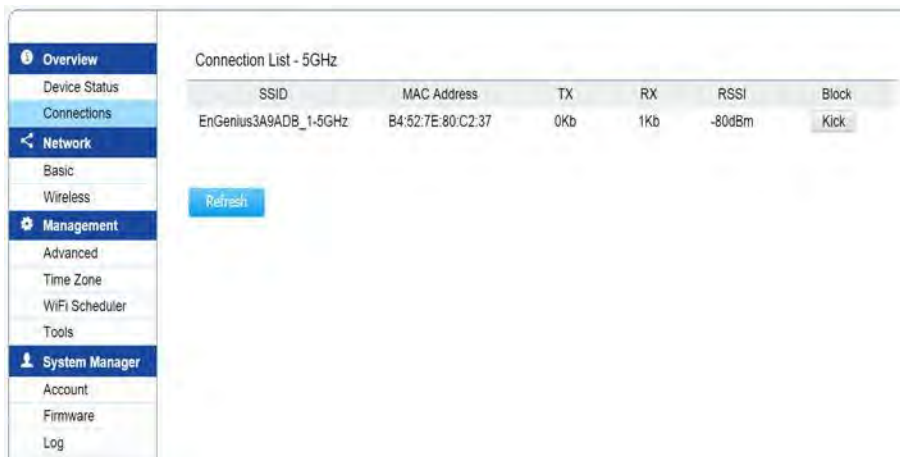 Overview
Device Status
Connections
Network
Basic
Wireless
Management
Advanced
Time Zone
WiFi Scheduler
Tools
System Manager
Account
Firmware
Log
Connection List - 5GHz
SSID MAC Address TX RX RSSI Block
EnGenius3A9ADB_1-5GHz B4:52:7E:80:C2:37 0Kb 1Kb -80dBm Kick
Refresh